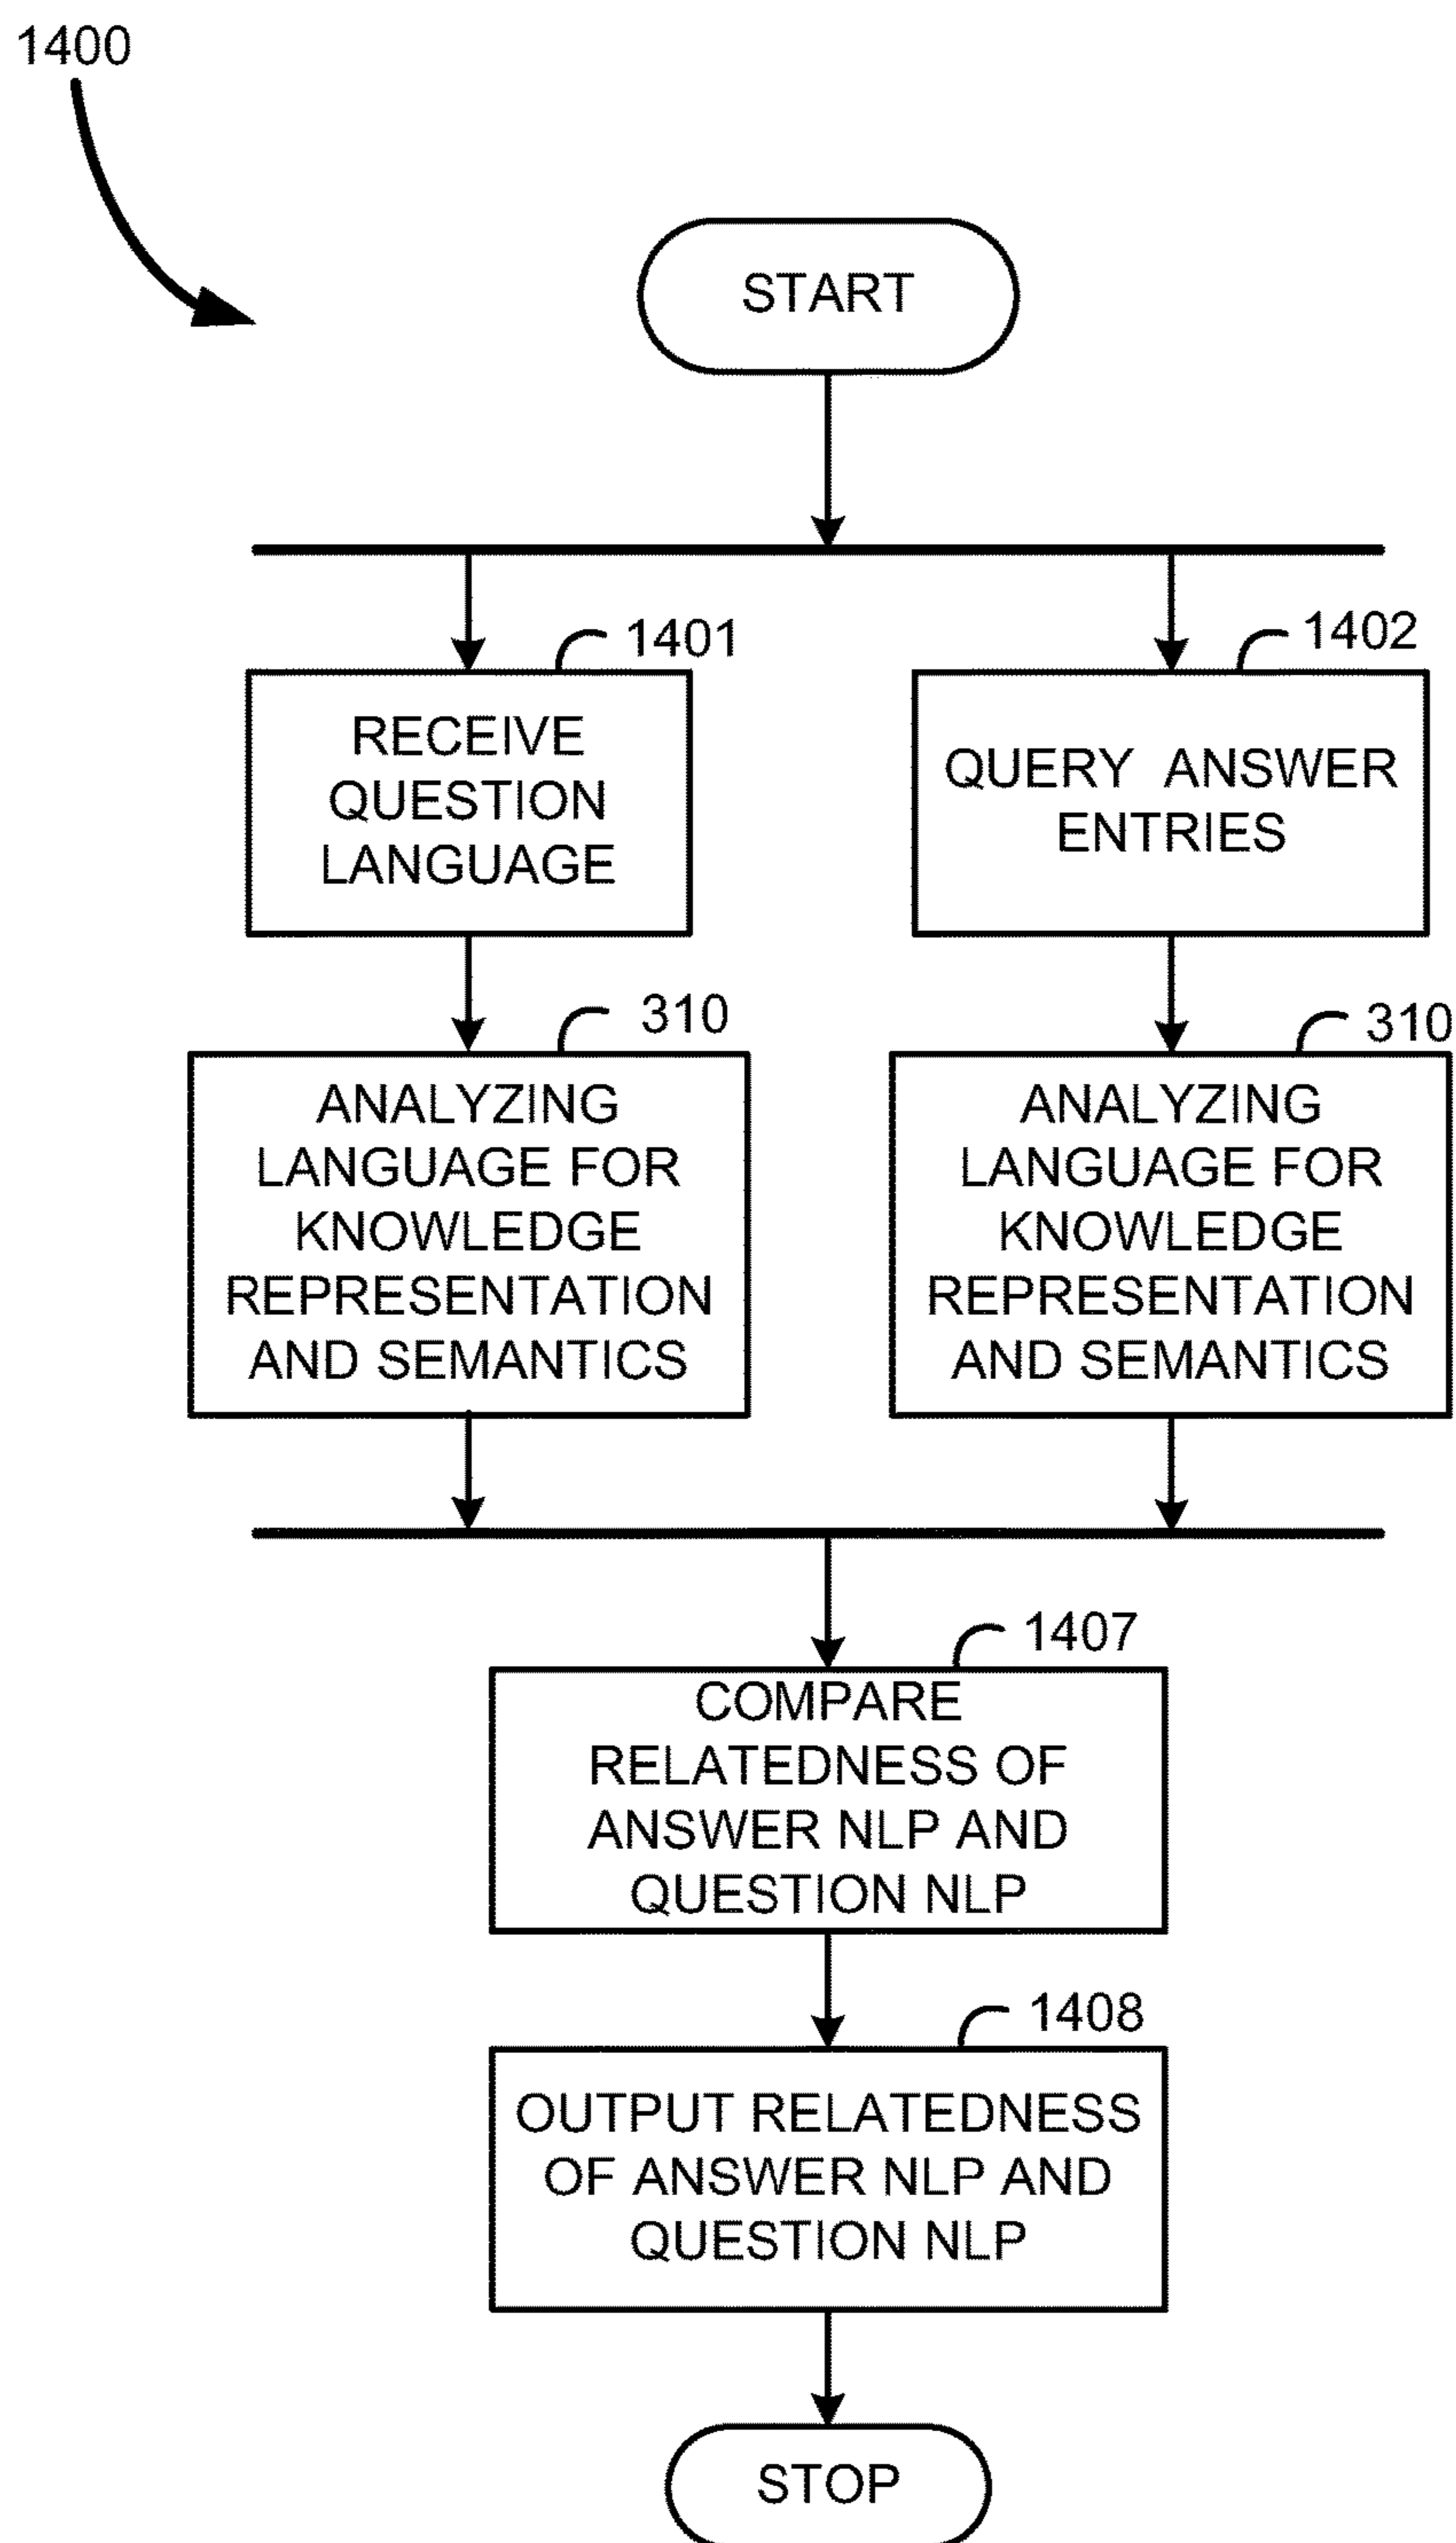 1400
START
1401
RECEIVE
QUESTION
LANGUAGE
1402
QUERY ANSWER
ENTRIES
310
ANALYZING
LANGUAGE FOR
KNOWLEDGE
REPRESENTATION
AND SEMANTICS
310
ANALYZING
LANGUAGE FOR
KNOWLEDGE
REPRESENTATION
AND SEMANTICS
1407
COMPARE
RELATEDNESS OF
ANSWER NLP AND
QUESTION NLP
1408
OUTPUT RELATEDNESS
OF ANSWER NLP AND
QUESTION NLP
STOP